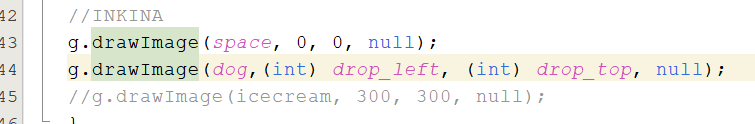 42 //INKINA
43 g.drawImage(space, 0, 0, null);
44 g.drawImage(dog,(int) drop_left, (int) drop_top, null);
45 //g.drawImage(icecream, 300, 300, null);
46 }